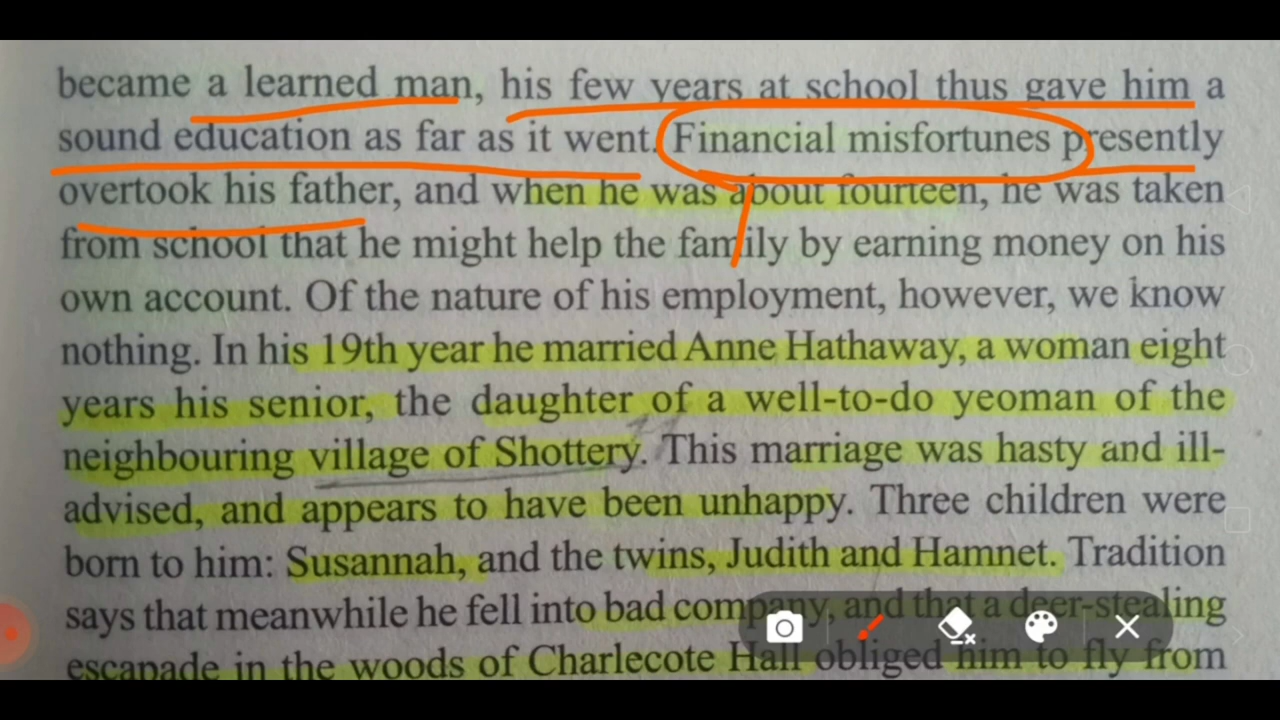 became a learned man, his few years at school thus gave him a
sound education as far as it went. Financial misfortunes presently
overtook his father, and when he was about fourteen, he was taken
from school that he might help the family by earning money on his
own account. Of the nature of his employment, however, we know
nothing. In his 19th year he married Anne Hathaway, a woman eight
years his senior, the daughter of a well-to-do yeoman of the
neighbouring village of Shottery. This marriage was hasty and ill-
advised, and appears to have been unhappy. Three children were
born to him: Susannah, and the twins, Judith and Hamnet. Tradition
says that meanwhile he fell into bad company, and that a deer-stealing
escapade in the woods of Charlecote Hall obliged him to fly from